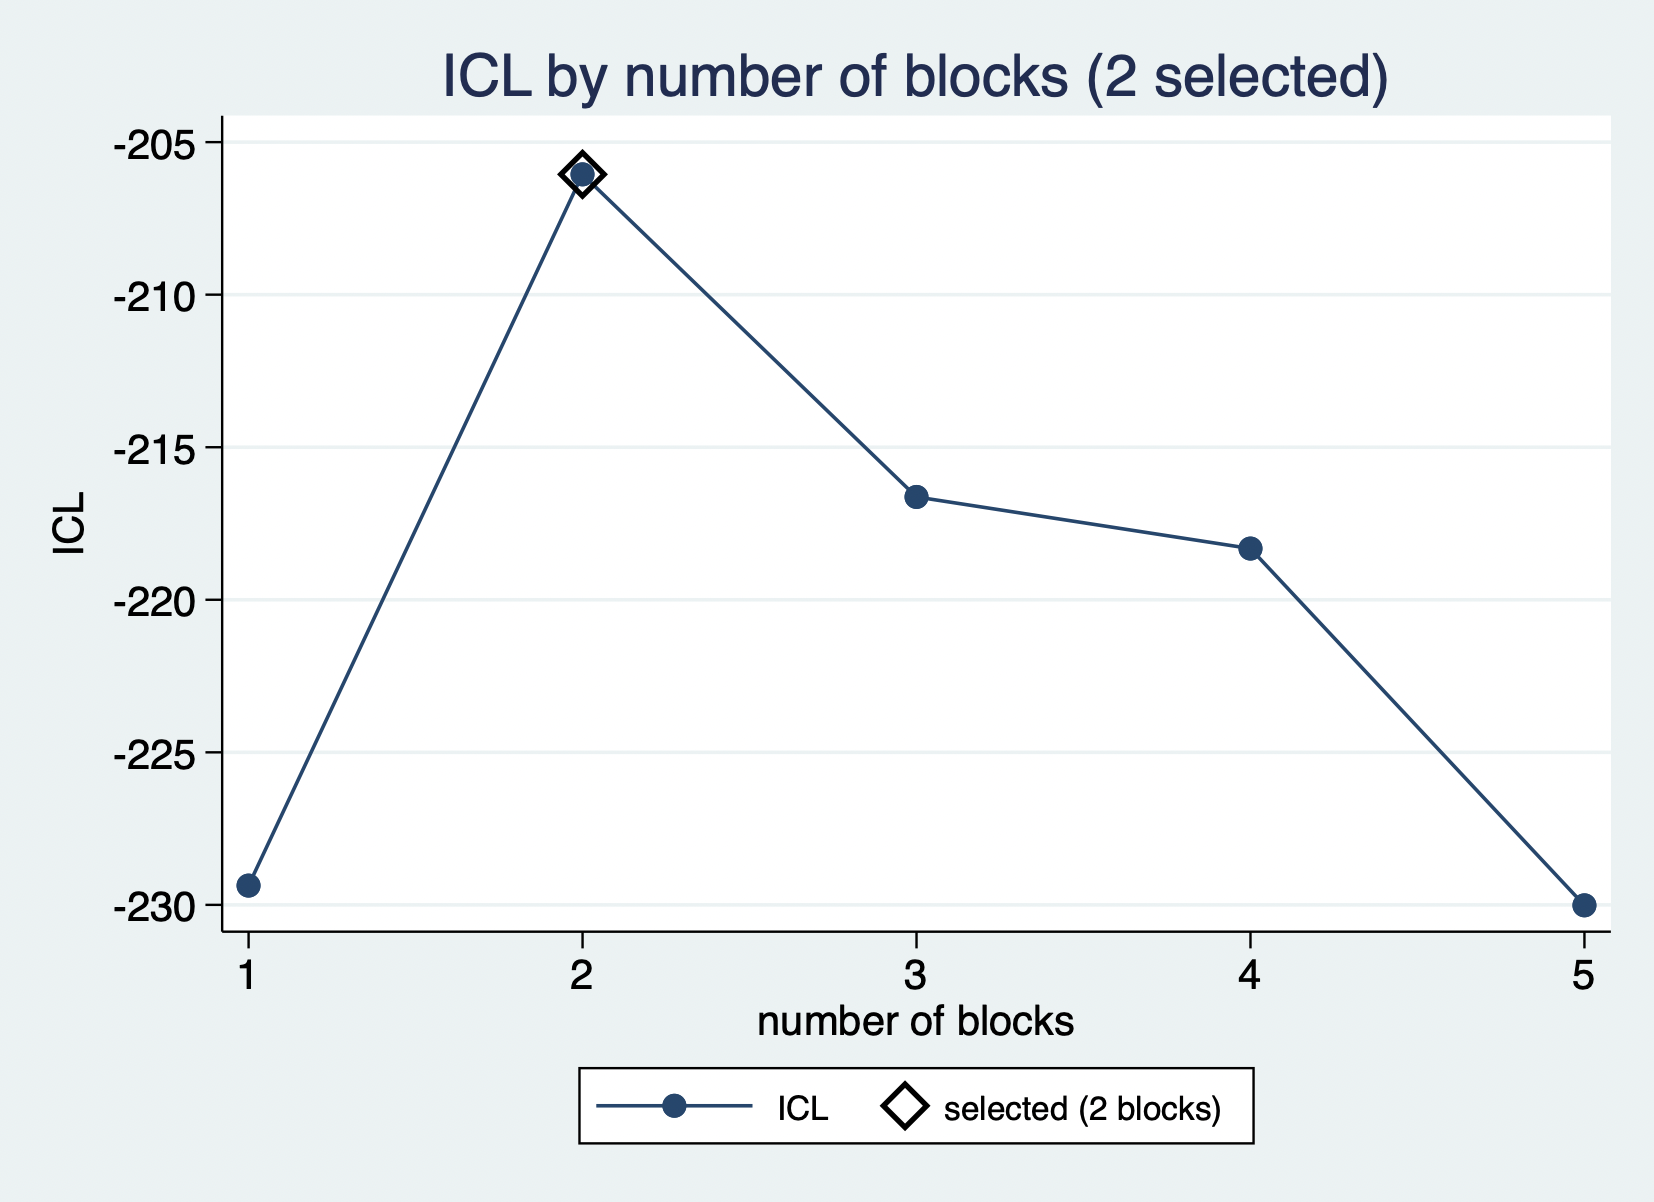 ICL by number of blocks (2 selected)
-205
-210
-215
-220
-225
-230
ICL
1 2 3 4 5
number of blocks
ICL selected (2 blocks)